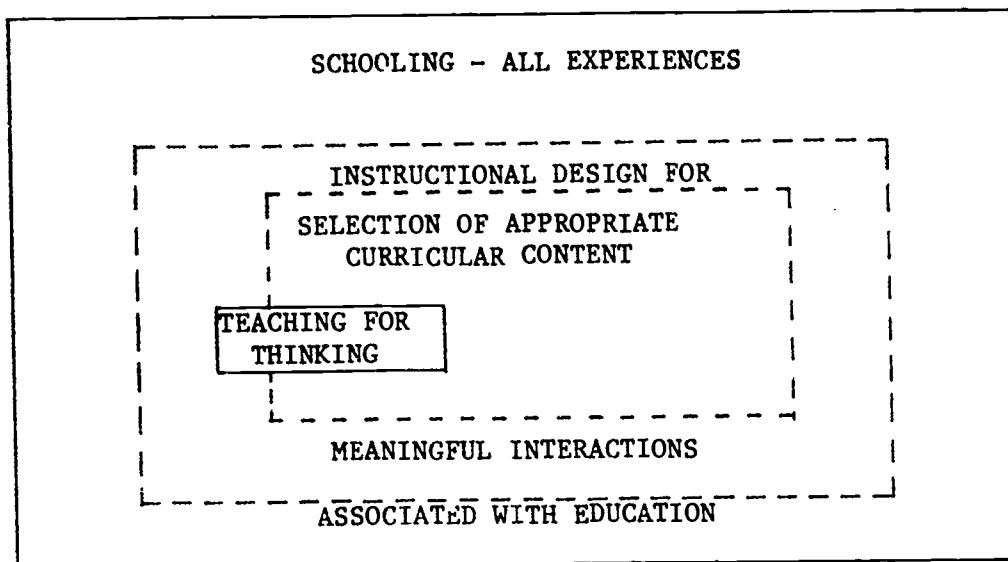 SCHOOLING - ALL EXPERIENCES
INSTRUCTIONAL DESIGN FOR
SELECTION OF APPROPRIATE
CURRICULAR CONTENT
TEACHING FOR
THINKING
MEANINGFUL INTERACTIONS
ASSOCIATED WITH EDUCATION